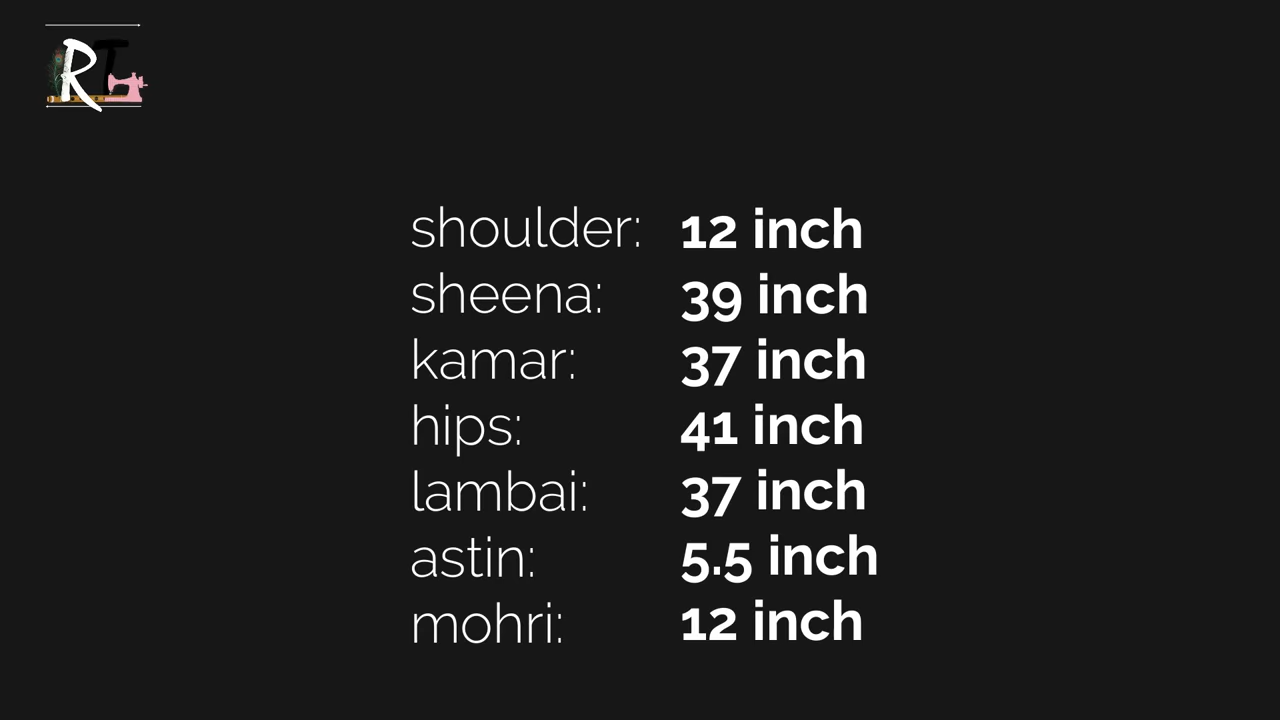 RT
shoulder: 12 inch
sheena: 39 inch
kamar: 37 inch
hips: 41 inch
lambai: 37 inch
astin: 5.5 inch
mohri: 12 inch